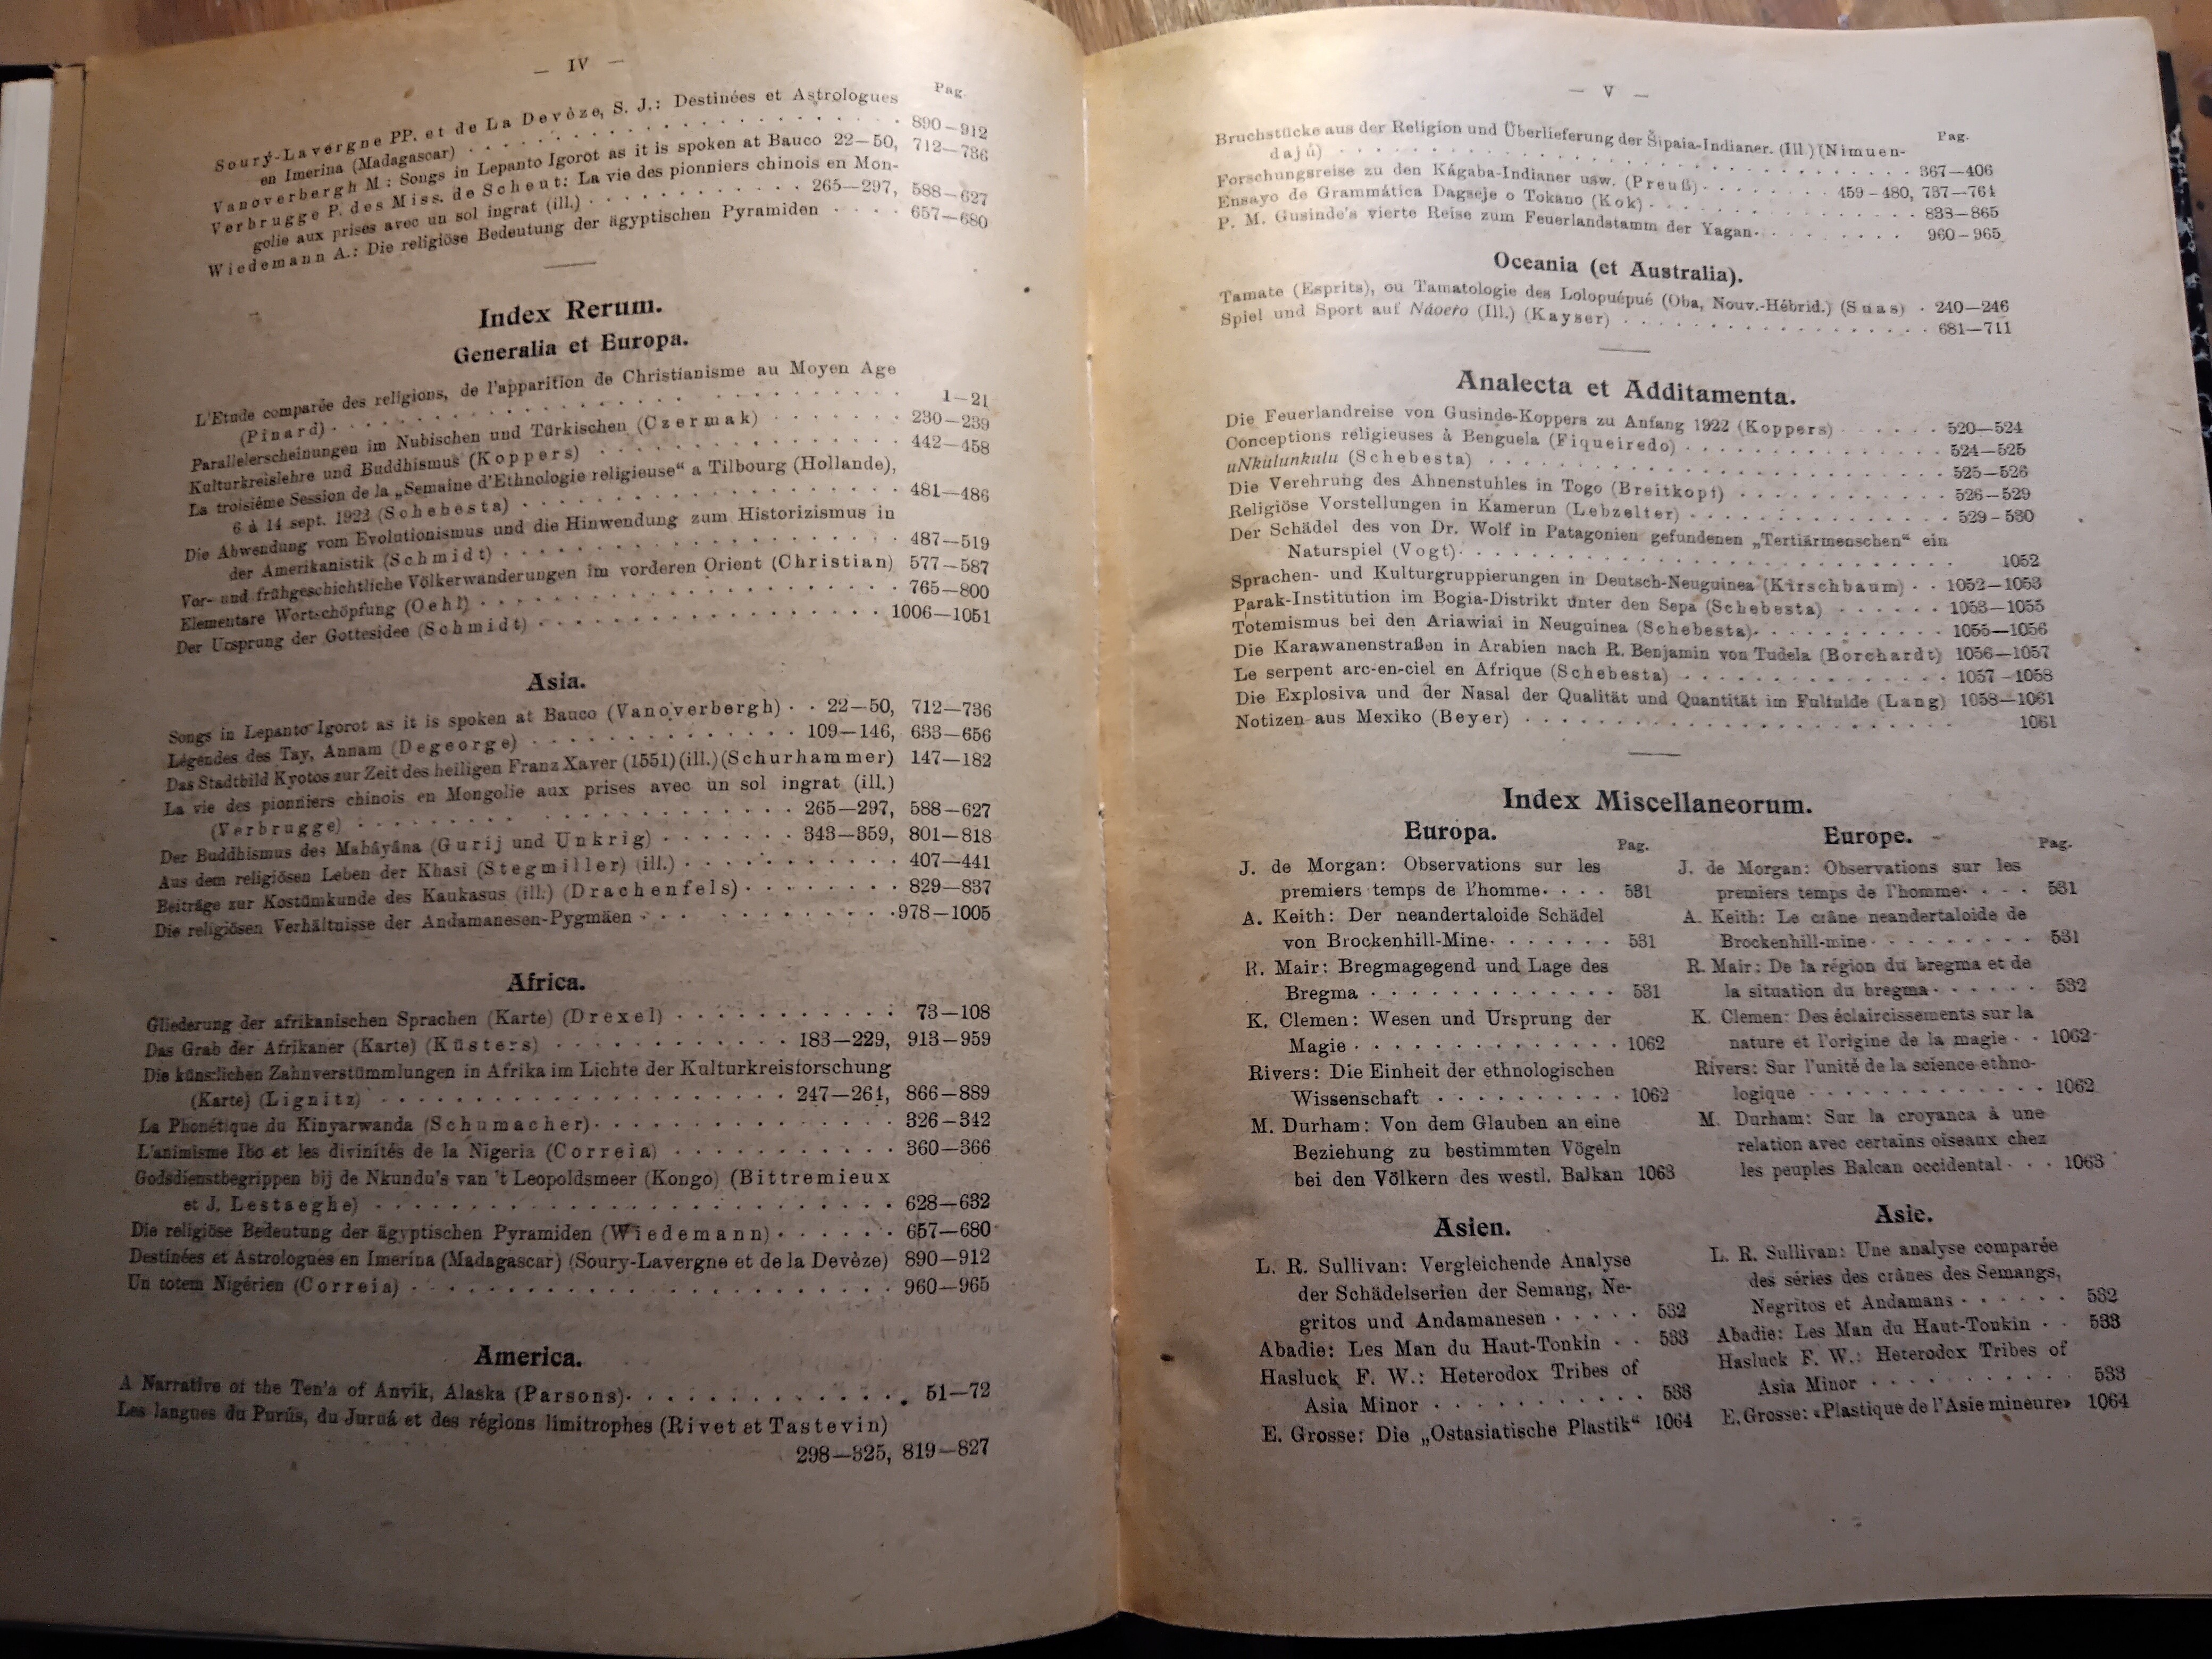 — IV —
Pag.
Soury-Lavergne PP. et de La Devèze, S. J.: Destinées et Astrologues
en Imerina (Madagascar) . . . . . . . . . . . . . . . . 890—912
Vanoverbergh M: Songs in Lepanto Igorot as it is spoken at Bauco 22—50, 712—736
Verbrugge P. des Miss. de Scheut: La vie des pionniers chinois en Mon-
golie aux prises avec un sol ingrat (ill.) . . . . . . . . . . 265—297, 588—627
Wiedemann A.: Die religiöse Bedeutung der ägyptischen Pyramiden . . . . 657—680
Index Rerum.
Generalia et Europa.
L'Etude comparée des religions, de l'apparition de Christianisme au Moyen Age
(Pinard) . . . . . . . . . . . . . . . . . . . . . 1—21
Parallelerscheinungen im Nubischen und Türkischen (Czermak) . . . . . . . 230—239
Kulturkreislehre und Buddhismus (Koppers) . . . . . . . . . . . . 442—458
La troisième Session de la „Semaine d'Ethnologie religieuse“ a Tilbourg (Hollande),
6 à 14 sept. 1922 (Schebesta) . . . . . . . . . . . . . . . . 481—486
Die Abwendung vom Evolutionismus und die Hinwendung zum Historizismus in
der Amerikanistik (Schmidt) . . . . . . . . . . . . . . . . . 487—519
Vor- und frühgeschichtliche Völkerwanderungen im vorderen Orient (Christian) 577—587
Elementare Wortschöpfung (Oehl) . . . . . . . . . . . . . . . . 765—800
Der Ursprung der Gottesidee (Schmidt) . . . . . . . . . . . . . . 1006—1051
Asia.
Songs in Lepanto Igorot as it is spoken at Bauco (Vanoverbergh) . . 22—50, 712—736
Légendes des Tay, Annam (Degeorge) . . . . . . . . . . . . . 109—146, 633—656
Das Stadtbild Kyotos zur Zeit des heiligen Franz Xaver (1551) (ill.) (Schurhammer) 147—182
La vie des pionniers chinois en Mongolie aux prises avec un sol ingrat (ill.)
(Verbrugge) . . . . . . . . . . . . . . . . . . 265—297, 588—627
Der Buddhismus des Mahâyâna (Gurij und Unkrig) . . . . . . . 343—359, 801—818
Aus dem religiösen Leben der Khasi (Stegmiller) (ill.) . . . . . . . . . . 407—441
Beiträge zur Kostümkunde des Kaukasus (ill.) (Drachenfels) . . . . . . . . 829—837
Die religiösen Verhältnisse der Andamanesen-Pygmäen . . . . . . . . . . . 978—1005
Africa.
Gliederung der afrikanischen Sprachen (Karte) (Drexel) . . . . . . . . . . . 73—108
Das Grab der Afrikaner (Karte) (Küsters) . . . . . . . . . . . . 183—229, 913—959
Die künstlichen Zahnverstümmlungen in Afrika im Lichte der Kulturkreisforschung
(Karte) (Lignitz) . . . . . . . . . . . . . . . . . . 247—261, 866—889
La Phonétique du Kinyarwanda (Schumacher) . . . . . . . . . . . . . . . 326—342
L'animisme Ibo et les divinités de la Nigeria (Correia) . . . . . . . . . . . 360—366
Godsdienstbegrippen bij de Nkundu's van 't Leopoldsmeer (Kongo) (Bittremieux
et J. Lestaeghe) . . . . . . . . . . . . . . . . . . . . . . . . . 628—632
Die religiöse Bedeutung der ägyptischen Pyramiden (Wiedemann) . . . . . . 657—680
Destinées et Astrologues en Imerina (Madagascar) (Soury-Lavergne et de la Devèze) 890—912
Un totem Nigérien (Correia) . . . . . . . . . . . . . . . . . . . . . . . 960—965
America.
A Narrative of the Ten'a of Anvik, Alaska (Parsons) . . . . . . . . . . . . . 51—72
Les langues du Purús, du Juruá et des régions limitrophes (Rivet et Tastevin)
298—325, 819—827
— V —
Pag.
Bruchstücke aus der Religion und Überlieferung der Šipaia-Indianer. (Ill.) (Nimuen-
dajú) . . . . . . . . . . . . . . . . . . . . . . . . . 367—406
Forschungsreise zu den Kágaba-Indianer usw. (Preuß) . . . . . . . . 459—480, 737—764
Ensayo de Grammática Dagseje o Tokano (Kok) . . . . . . . . . . . . . . . 838—865
P. M. Gusinde's vierte Reise zum Feuerlandstamm der Yagan . . . . . . . . . 960—965
Oceania (et Australia).
Tamate (Esprits), ou Tamatologie des Lolopuépué (Oba, Nouv.-Hébrid.) (Suas) . 240—246
Spiel und Sport auf Náoero (Ill.) (Kayser) . . . . . . . . . . . . . . . . . 681—711
Analecta et Additamenta.
Die Feuerlandreise von Gusinde-Koppers zu Anfang 1922 (Koppers) . . . . . . 520—524
Conceptions religieuses à Benguela (Fiqueiredo) . . . . . . . . . . . . . . . 524—525
uNkulunkulu (Schebesta) . . . . . . . . . . . . . . . . . . . . . . . . . 525—526
Die Verehrung des Ahnenstuhles in Togo (Breitkopf) . . . . . . . . . . . . 526—529
Religiöse Vorstellungen in Kamerun (Lebzelter) . . . . . . . . . . . . . . 529—530
Der Schädel des von Dr. Wolf in Patagonien gefundenen „Tertiärmenschen“ ein
Naturspiel (Vogt) . . . . . . . . . . . . . . . . . . . . . . . . . . 1052
Sprachen- und Kulturgruppierungen in Deutsch-Neuguinea (Kirschbaum) . . 1052—1053
Parak-Institution im Bogia-Distrikt unter den Sepa (Schebesta) . . . . . . 1053—1055
Totemismus bei den Ariawiai in Neuguinea (Schebesta) . . . . . . . . . . . 1055—1056
Die Karawanenstraßen in Arabien nach R. Benjamin von Tudela (Borchardt) 1056—1057
Le serpent arc-en-ciel en Afrique (Schebesta) . . . . . . . . . . . . . . . 1057—1058
Die Explosiva und der Nasal der Qualität und Quantität im Fulfulde (Lang) 1058—1061
Notizen aus Mexiko (Beyer) . . . . . . . . . . . . . . . . . . . . . . . 1061
Index Miscellaneorum.
Europa.
Pag.
J. de Morgan: Observations sur les
premiers temps de l'homme . . . . 531
A. Keith: Der neandertaloide Schädel
von Brockenhill-Mine . . . . . . . 531
R. Mair: Bregmagegend und Lage des
Bregma . . . . . . . . . . . . . 531
K. Clemen: Wesen und Ursprung der
Magie . . . . . . . . . . . . . . 1062
Rivers: Die Einheit der ethnologischen
Wissenschaft . . . . . . . . . . 1062
M. Durham: Von dem Glauben an eine
Beziehung zu bestimmten Vögeln
bei den Völkern des westl. Balkan 1063
Asien.
L. R. Sullivan: Vergleichende Analyse
der Schädelserien der Semang, Ne-
gritos und Andamanesen . . . . . 532
Abadie: Les Man du Haut-Tonkin . . 533
Hasluck F. W.: Heterodox Tribes of
Asia Minor . . . . . . . . . . 533
E. Grosse: Die „Ostasiatische Plastik“ 1064
Europe.
Pag.
J. de Morgan: Observations sur les
premiers temps de l'homme . . . . 531
A. Keith: Le crâne neandertaloide de
Brockenhill-mine . . . . . . . . . 531
R. Mair: De la région du bregma et de
la situation du bregma . . . . . . 532
K. Clemen: Des éclaircissements sur la
nature et l'origine de la magie . . 1062
Rivers: Sur l'unité de la science ethno-
logique . . . . . . . . . . . . 1062
M. Durham: Sur la croyanca à une
relation avec certains oiseaux chez
les peuples Balcan occidental . . . 1063
Asie.
L. R. Sullivan: Une analyse comparée
des séries des crânes des Semangs,
Negritos et Andamans . . . . . . 532
Abadie: Les Man du Haut-Tonkin . . 533
Hasluck F. W.: Heterodox Tribes of
Asia Minor . . . . . . . . . . 533
E. Grosse: «Plastique de l'Asie mineure» 1064